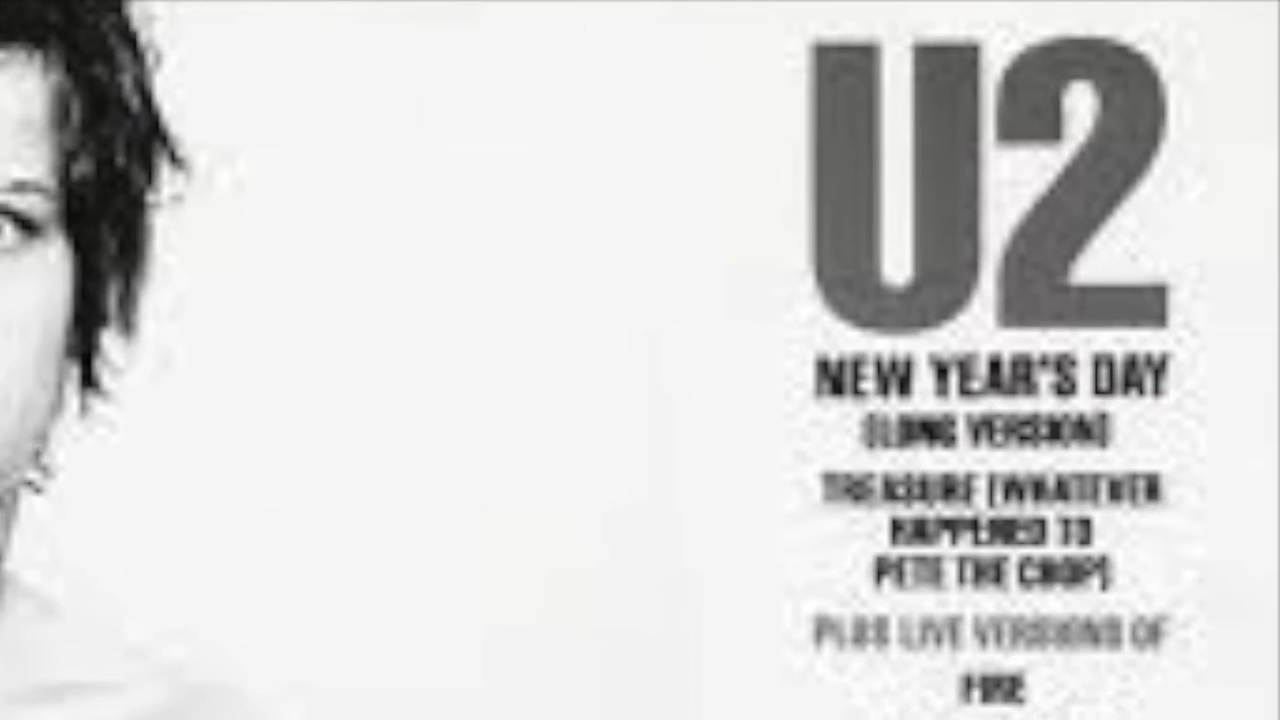 U2
NEW YEAR'S DAY
(LONG VERSION)
TREASURE (WHATEVER
HAPPENED TO
PETE THE CHOP)
PLUS LIVE VERSIONS OF
FIRE